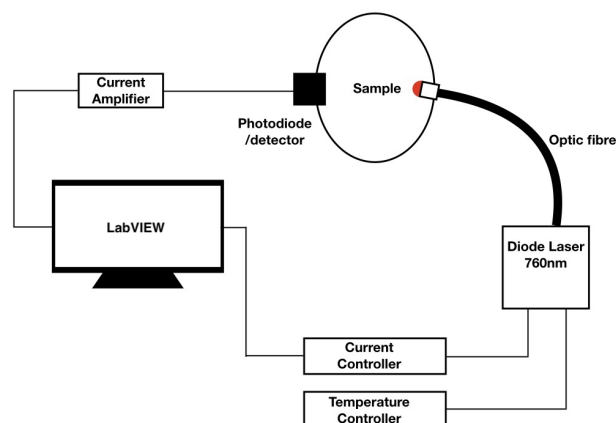 Current
Amplifier
Sample
Photodiode
/detector
Optic fibre
LabVIEW
Diode Laser
760nm
Current
Controller
Temperature
Controller